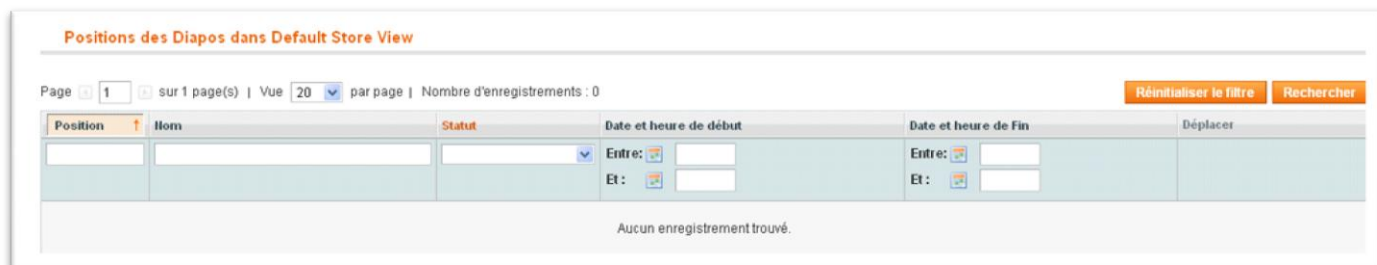 Positions des Diapos dans Default Store View
Page 1 sur 1 page(s) | Vue 20 par page | Nombre d'enregistrements : 0 Réinitialiser le filtre Rechercher
Position Nom Statut Date et heure de début Date et heure de Fin Déplacer
Entre: Entre:
Et : Et :
Aucun enregistrement trouvé.